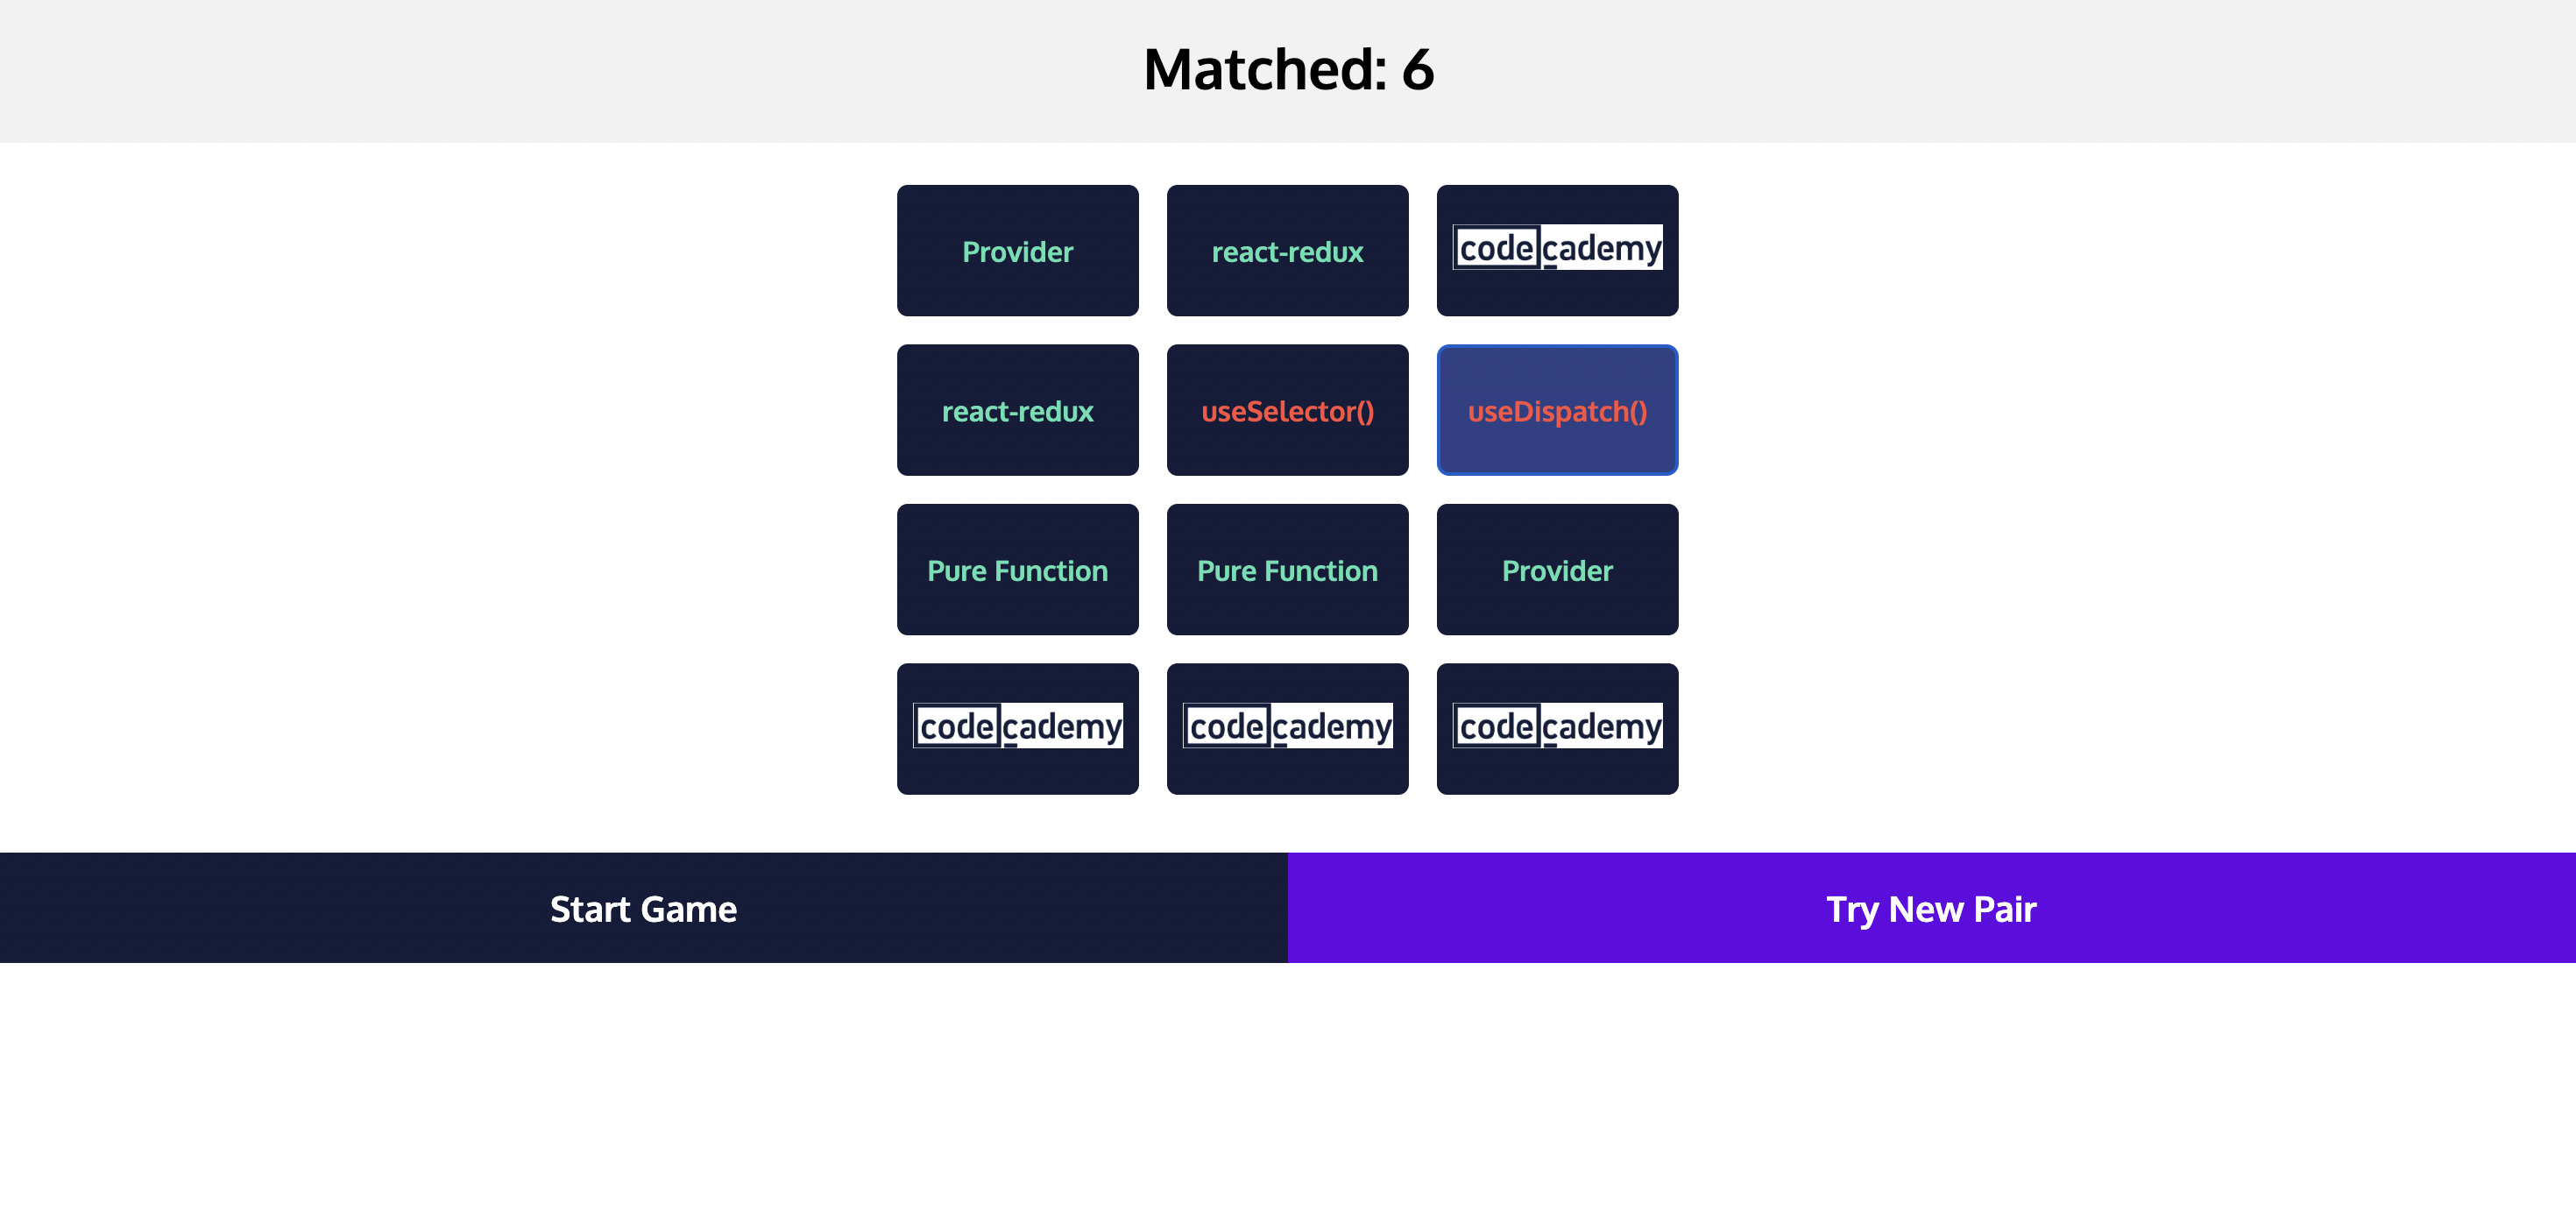 Matched: 6
Provider
react-redux
codecademy
react-redux
useSelector()
useDispatch()
Pure Function
Pure Function
Provider
codecademy
codecademy
codecademy
Start Game
Try New Pair